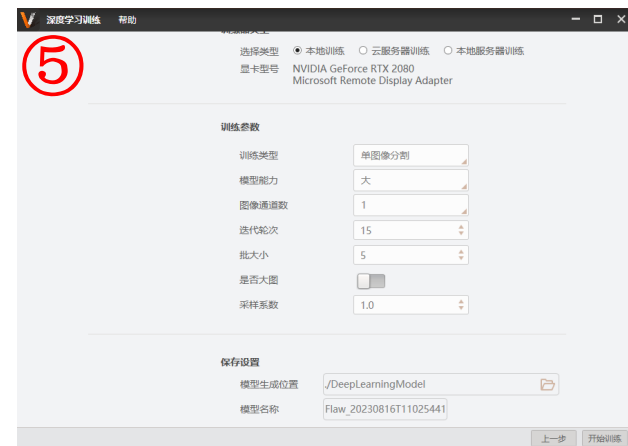 深度学习训练 帮助
⑤
选择类型 本地训练 云服务器训练 本地服务器训练
显卡型号 NVIDIA GeForce RTX 2080
Microsoft Remote Display Adapter
训练参数
训练类型 单图像分割
模型能力 大
图像通道数 1
迭代轮次 15
批大小 5
是否大图
采样系数 1.0
保存设置
模型生成位置 ./DeepLearningModel
模型名称 Flaw_20230816T11025441
上一步 开始训练